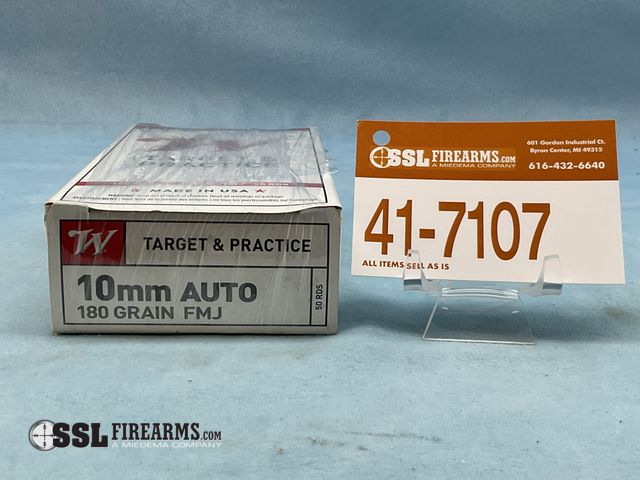 MADE IN USA
W
TARGET & PRACTICE
10mm AUTO
180 GRAIN FMJ
50 RDS
601 Gordon Industrial Ct.
Byron Center, MI 49315
SSL FIREARMS.COM
A MIEDEMA COMPANY
616-432-6640
41-7107
ALL ITEMS SELL AS IS
SSL FIREARMS.COM
A MIEDEMA COMPANY